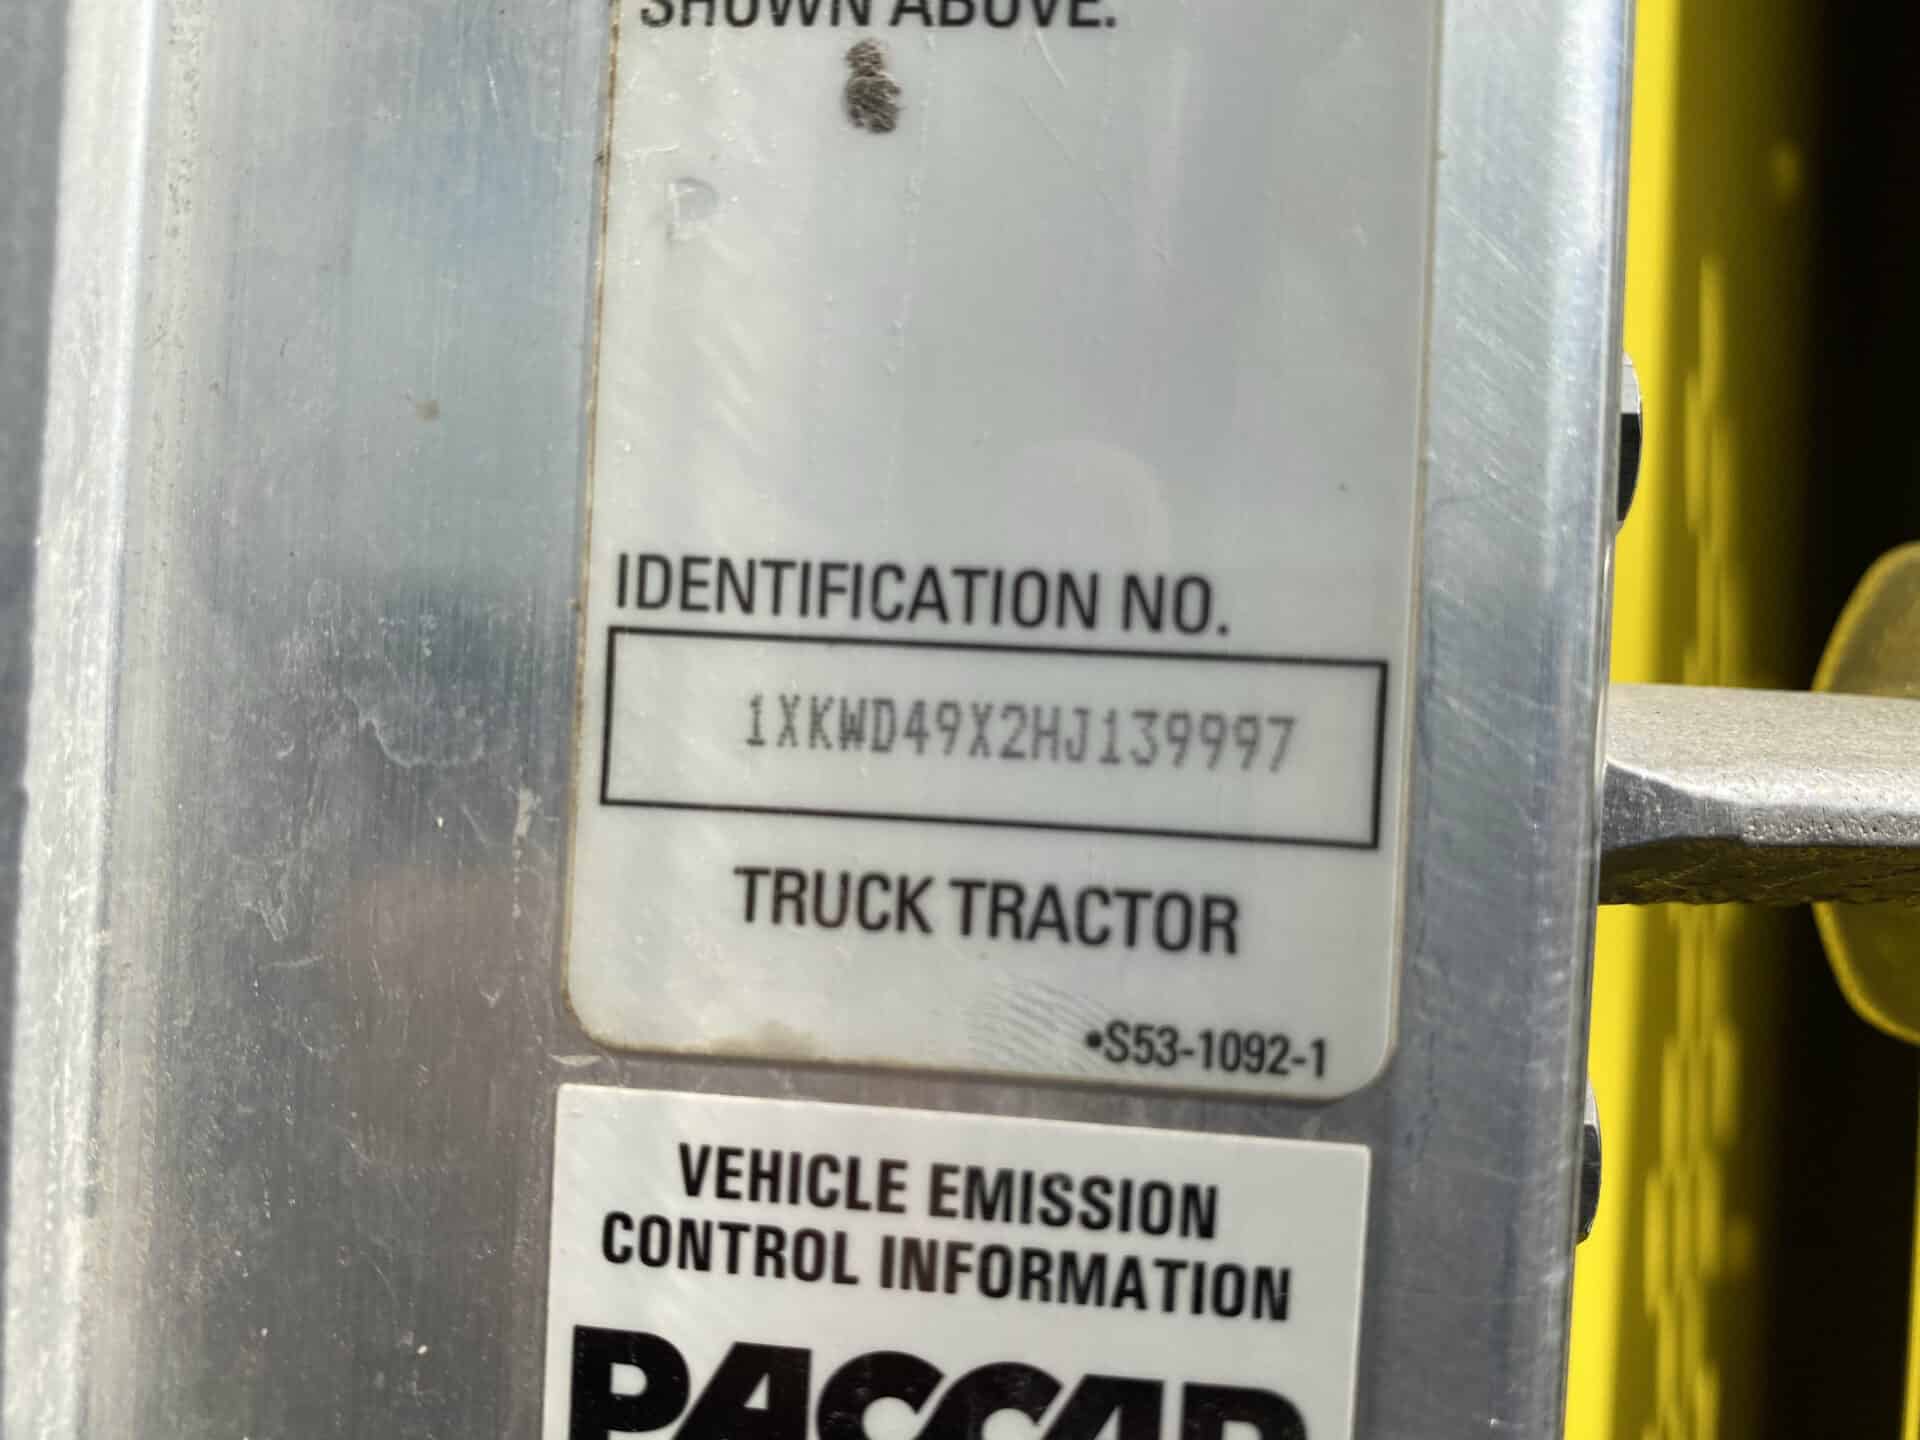 SHOWN ABOVE.
IDENTIFICATION NO.
1XKWD49X2HJ139997
TRUCK TRACTOR
•S53-1092-1
VEHICLE EMISSION
CONTROL INFORMATION
PACCAR